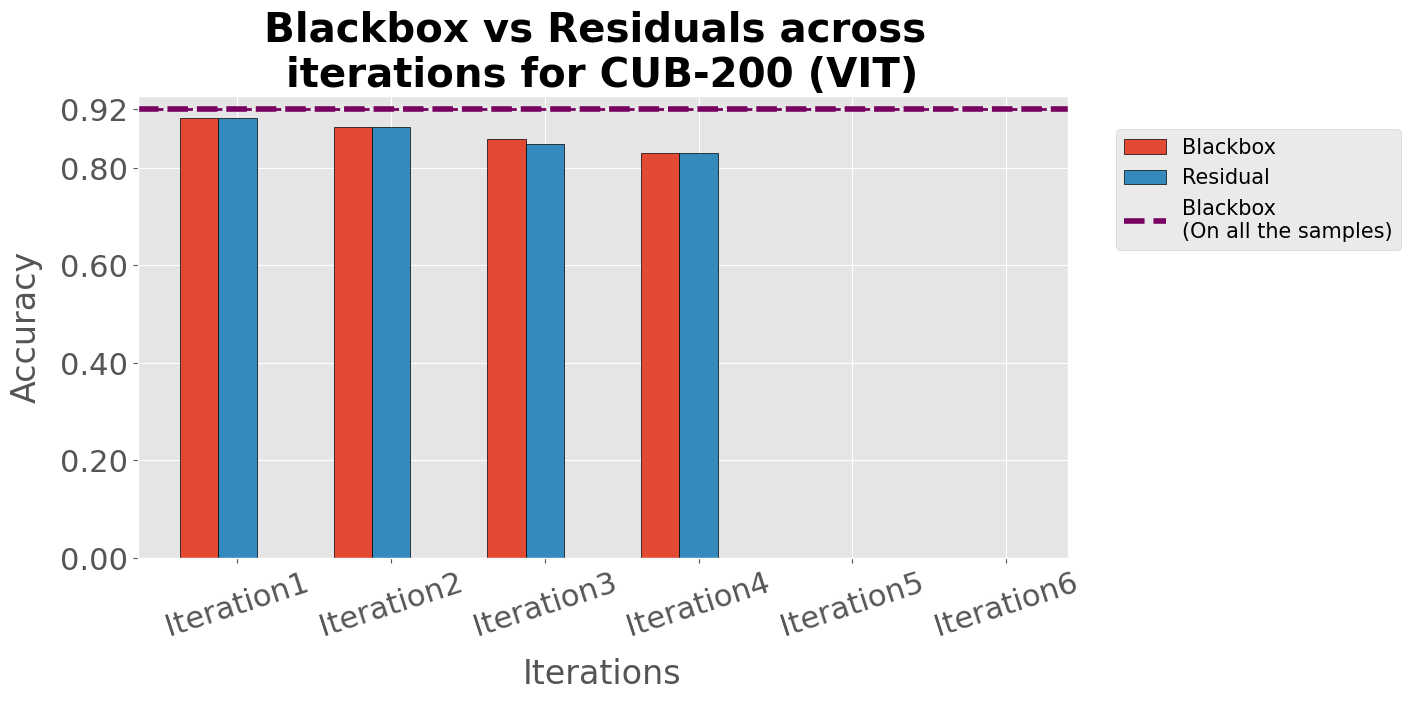 Blackbox vs Residuals across
iterations for CUB-200 (VIT)
0.92
0.80
0.60
0.40
0.20
0.00
Accuracy
Iteration1
Iteration2
Iteration3
Iteration4
Iteration5
Iteration6
Iterations
Blackbox
Residual
Blackbox
(On all the samples)